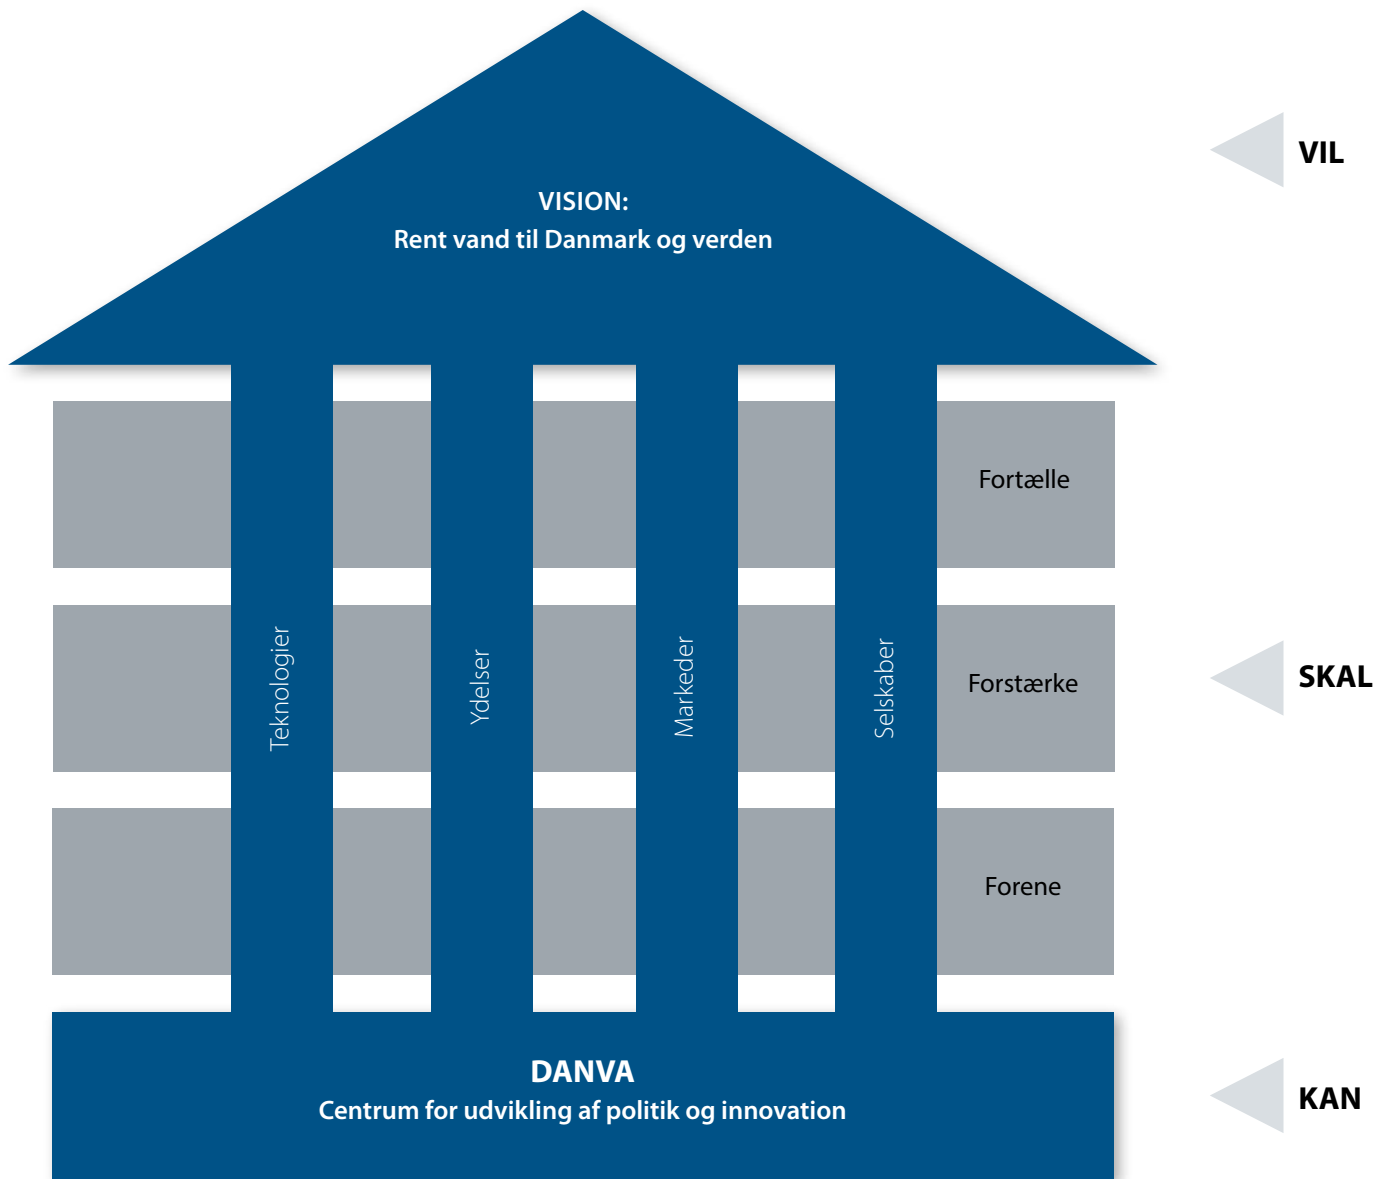 VIL
VISION:
Rent vand til Danmark og verden
Fortælle
Teknologier
Ydelser
Markeder
Selskaber
Forstærke
SKAL
Forene
DANVA
Centrum for udvikling af politik og innovation
KAN